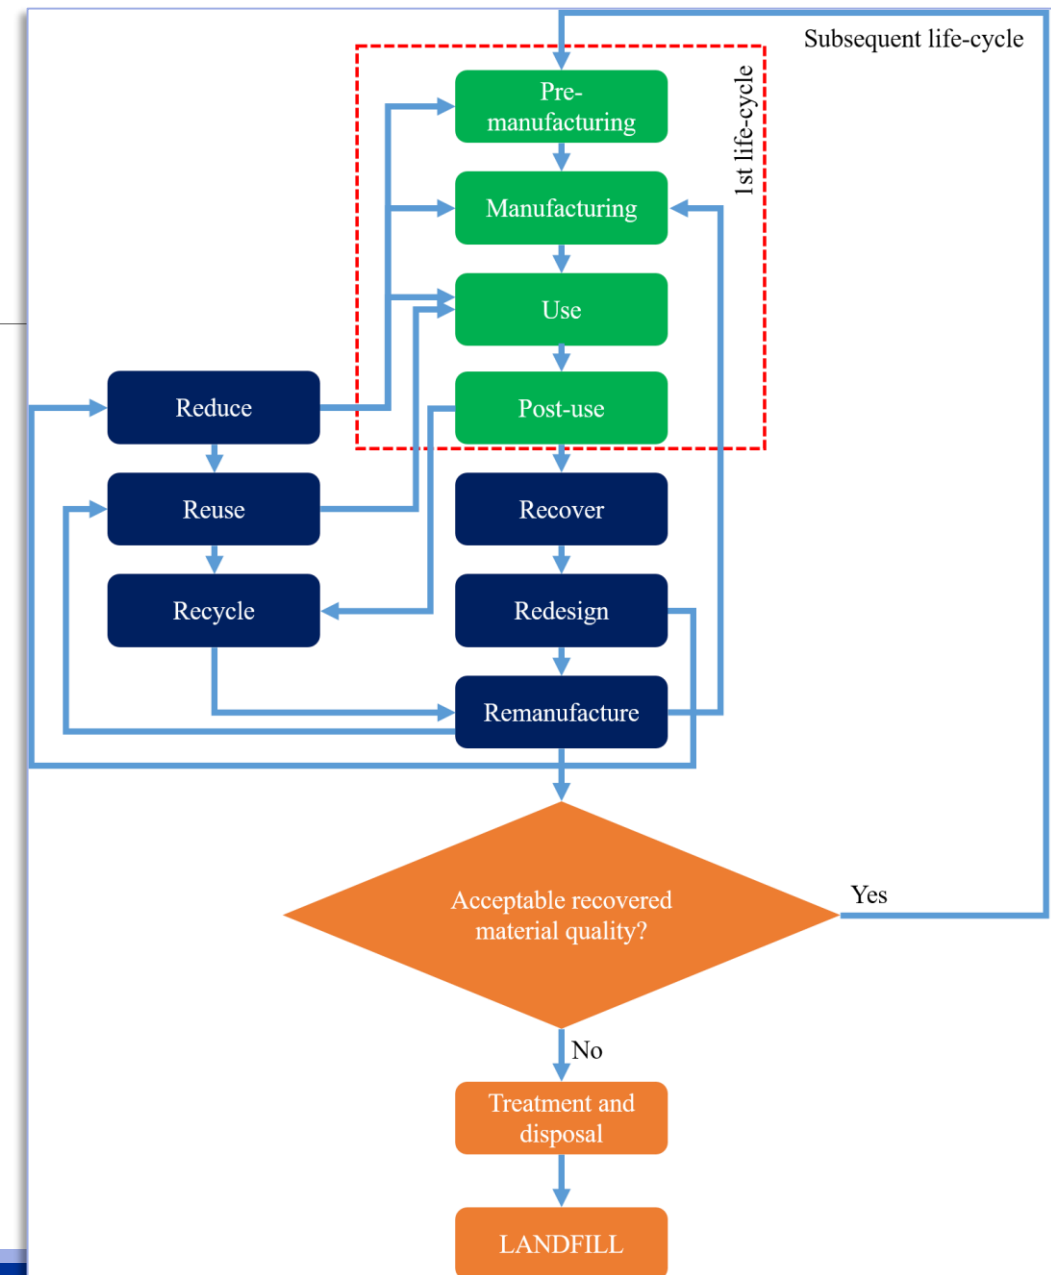 Subsequent life-cycle
1st life-cycle
Pre-
manufacturing
Manufacturing
Use
Reduce
Post-use
Reuse
Recover
Recycle
Redesign
Remanufacture
Acceptable recovered
material quality?
Yes
No
Treatment and
disposal
LANDFILL